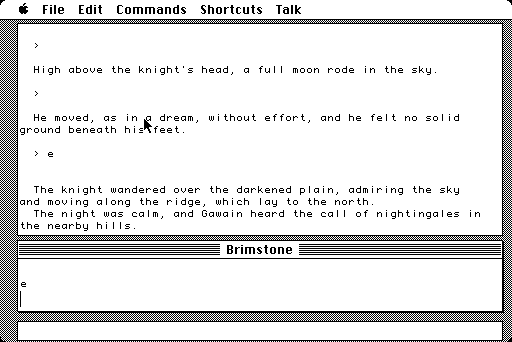 File Edit Commands Shortcuts Talk
>
High above the knight's head, a full moon rode in the sky.
>
He moved, as in a dream, without effort, and he felt no solid
ground beneath his feet.
> e
The knight wandered over the darkened plain, admiring the sky
and moving along the ridge, which lay to the north.
The night was calm, and Gawain heard the call of nightingales in
the nearby hills.
Brimstone
e